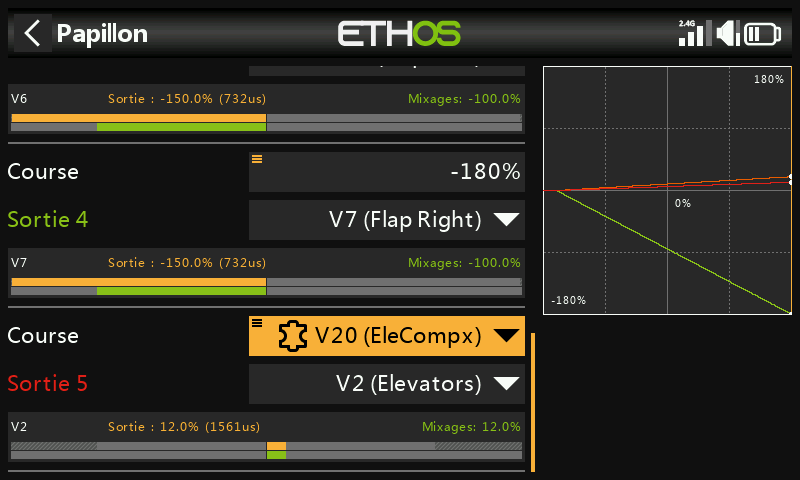 Papillon
ETHOS
2.4G
V6 Sortie : -150.0% (732us) Mixages: -100.0%
Course -180%
Sortie 4 V7 (Flap Right)
V7 Sortie : -150.0% (732us) Mixages: -100.0%
Course V20 (EleCompx)
Sortie 5 V2 (Elevators)
V2 Sortie : 12.0% (1561us) Mixages: 12.0%
180%
0%
-180%